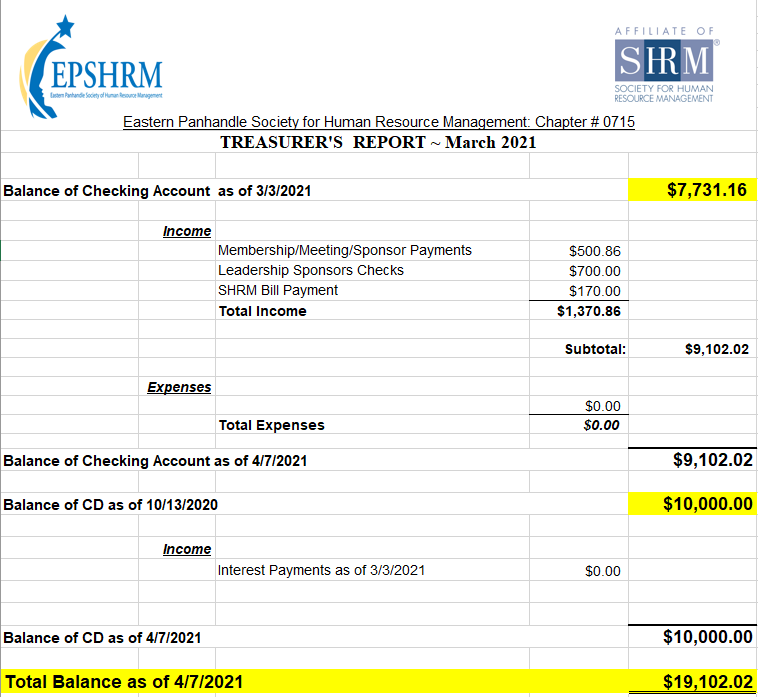 EPSHRM
Eastern Panhandle Society of Human Resource Management
AFFILIATE OF
SHRM®
SOCIETY FOR HUMAN
RESOURCE MANAGEMENT
Eastern Panhandle Society for Human Resource Management: Chapter # 0715
TREASURER'S REPORT ~ March 2021
Balance of Checking Account as of 3/3/2021 $7,731.16
Income
Membership/Meeting/Sponsor Payments $500.86
Leadership Sponsors Checks $700.00
SHRM Bill Payment $170.00
Total Income $1,370.86
Subtotal: $9,102.02
Expenses
$0.00
Total Expenses $0.00
Balance of Checking Account as of 4/7/2021 $9,102.02
Balance of CD as of 10/13/2020 $10,000.00
Income
Interest Payments as of 3/3/2021 $0.00
Balance of CD as of 4/7/2021 $10,000.00
Total Balance as of 4/7/2021 $19,102.02